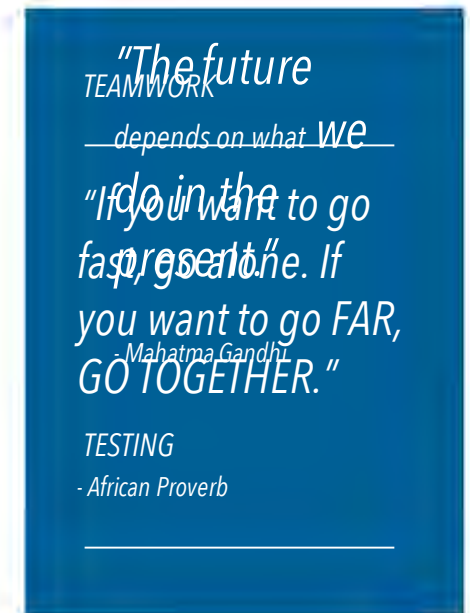 “The future
TEAMWORK
depends on what we
do in the
“If you want to go
present.”
fast, go alone. If
you want to go FAR,
- Mahatma Gandhi
GO TOGETHER.”
TESTING
- African Proverb